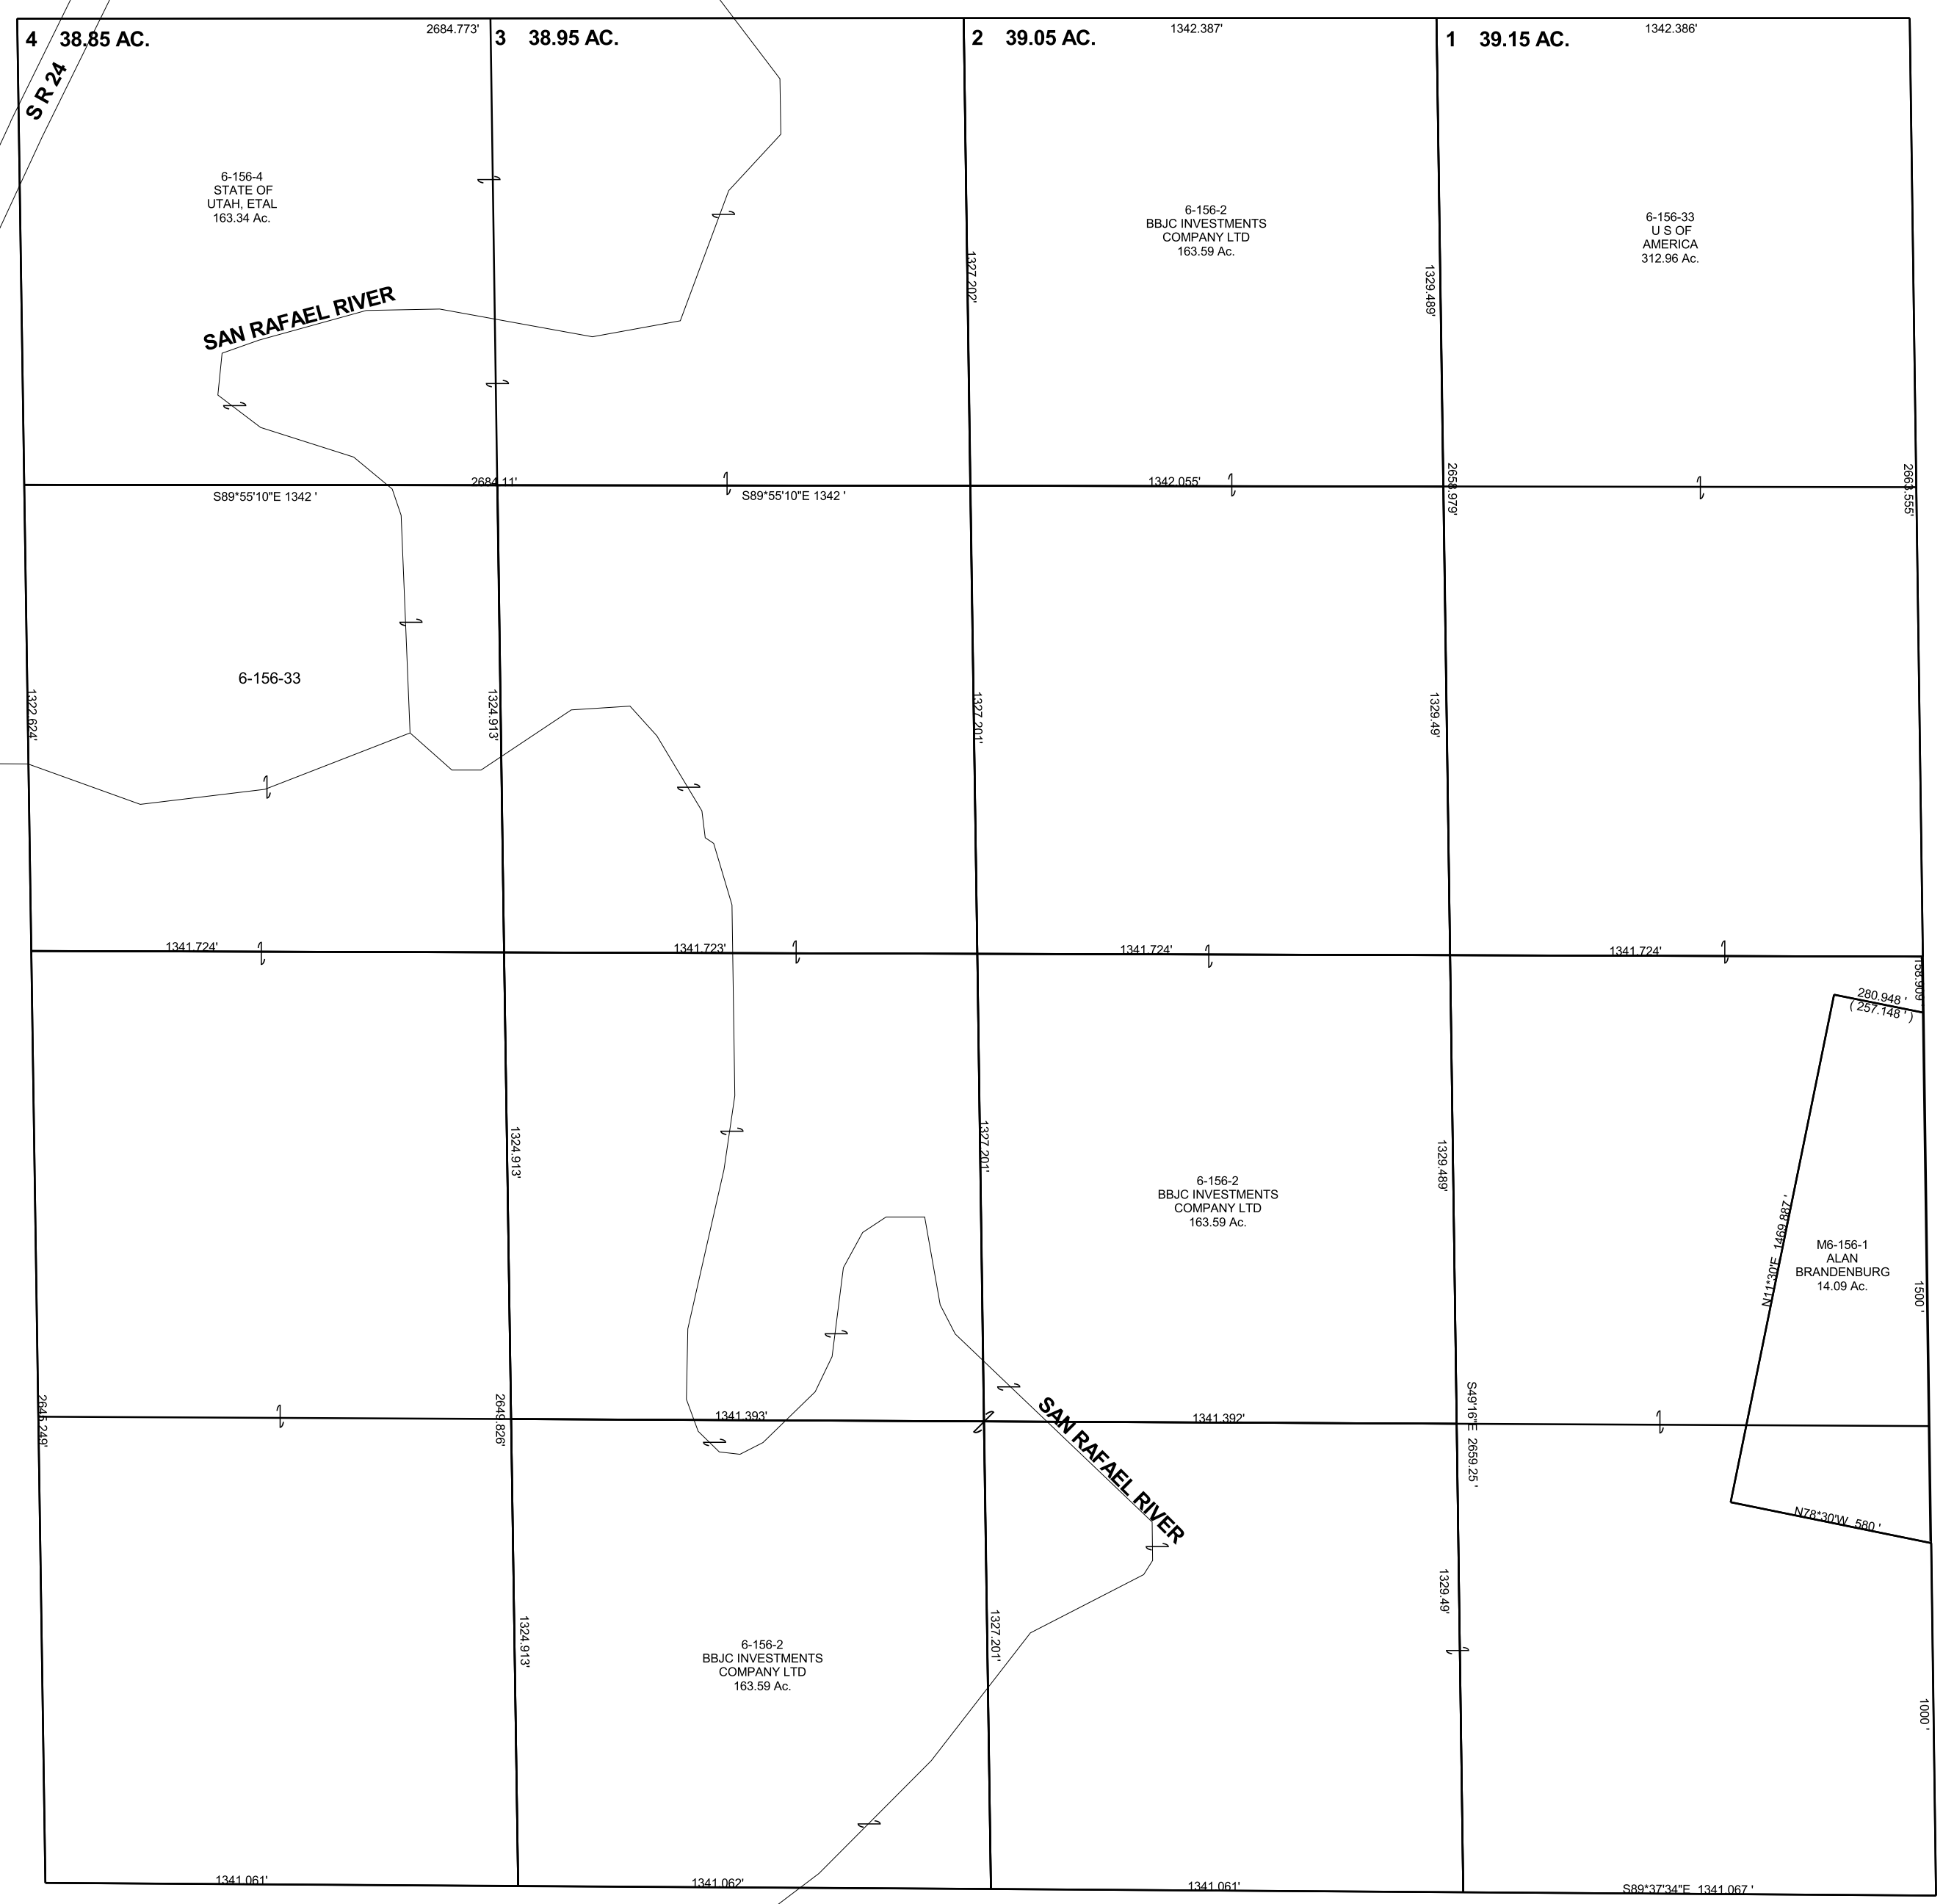 4 38.85 AC.
2684.773'
3 38.95 AC.
2 39.05 AC.
1342.387'
1 39.15 AC.
1342.386'
S R 24
6-156-4
STATE OF
UTAH, ETAL
163.34 Ac.
6-156-2
BBJC INVESTMENTS
COMPANY LTD
163.59 Ac.
6-156-33
U S OF
AMERICA
312.96 Ac.
1327.202'
1329.489'
SAN RAFAEL RIVER
2684.11'
S89*55'10"E 1342 '
S89*55'10"E 1342 '
1342.055'
2658.979'
2663.555'
6-156-33
1322.624'
1324.913'
1327.201'
1329.49'
1341.724'
1341.723'
1341.724'
1341.724'
158.909 '
280.948 '
( 257.148 ' )
1324.913'
1327.201'
1329.489'
6-156-2
BBJC INVESTMENTS
COMPANY LTD
163.59 Ac.
N11*30'E 1469.887 '
M6-156-1
ALAN
BRANDENBURG
14.09 Ac.
1500 '
2645.249'
2649.826'
1341.393'
1341.392'
S49'16"E 2659.25 '
SAN RAFAEL RIVER
N78*30'W 580 '
1324.913'
1327.201'
1329.49'
6-156-2
BBJC INVESTMENTS
COMPANY LTD
163.59 Ac.
1000 '
1341.061'
1341.062'
1341.061'
S89*37'34"E 1341.067 '